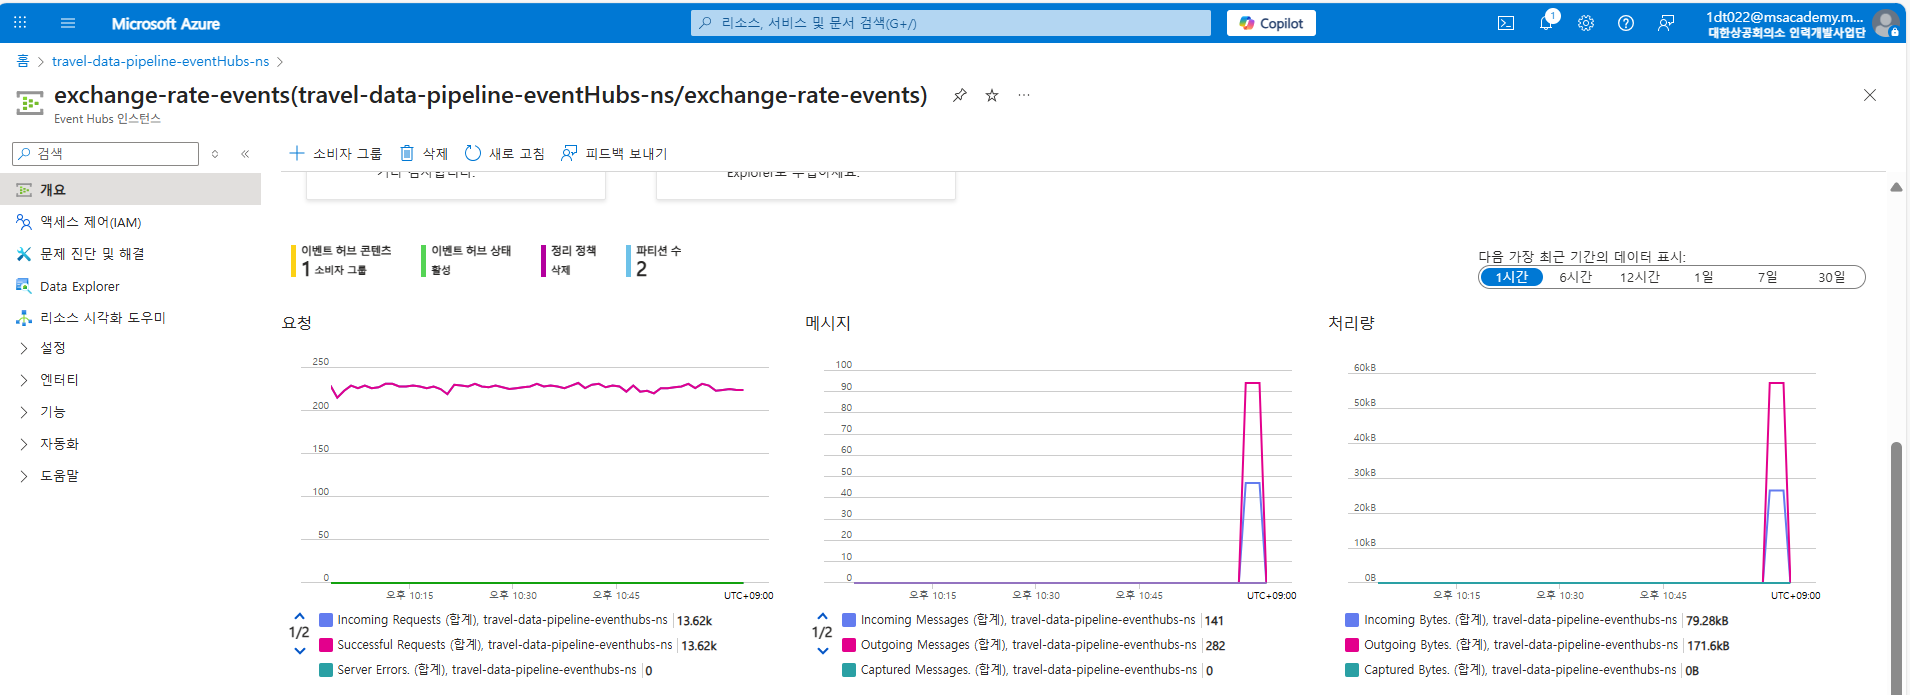 Microsoft Azure
리소스, 서비스 및 문서 검색(G+/)
Copilot
1
1dt022@msacademy.m...
대한상공회의소 인력개발사업단
홈 > travel-data-pipeline-eventHubs-ns >
exchange-rate-events(travel-data-pipeline-eventHubs-ns/exchange-rate-events)
Event Hubs 인스턴스
검색
소비자 그룹
삭제
새로 고침
피드백 보내기
개요
액세스 제어(IAM)
문제 진단 및 해결
Data Explorer
리소스 시각화 도우미
설정
엔터티
기능
자동화
도움말
이벤트 허브 콘텐츠
1 소비자 그룹
이벤트 허브 상태
활성
정리 정책
삭제
파티션 수
2
다음 가장 최근 기간의 데이터 표시:
1시간 6시간 12시간 1일 7일 30일
요청
250
200
150
100
50
0
오후 10:15 오후 10:30 오후 10:45 UTC+09:00
1/2
Incoming Requests (합계), travel-data-pipeline-eventhubs-ns 13.62k
Successful Requests (합계), travel-data-pipeline-eventhubs-ns 13.62k
Server Errors. (합계), travel-data-pipeline-eventhubs-ns 0
메시지
100
90
80
70
60
50
40
30
20
10
0
오후 10:15 오후 10:30 오후 10:45 UTC+09:00
1/2
Incoming Messages (합계), travel-data-pipeline-eventhubs-ns 141
Outgoing Messages (합계), travel-data-pipeline-eventhubs-ns 282
Captured Messages. (합계), travel-data-pipeline-eventhubs-ns 0
처리량
60kB
50kB
40kB
30kB
20kB
10kB
0B
오후 10:15 오후 10:30 오후 10:45 UTC+09:00
Incoming Bytes. (합계), travel-data-pipeline-eventhubs-ns 79.28kB
Outgoing Bytes. (합계), travel-data-pipeline-eventhubs-ns 171.6kB
Captured Bytes. (합계), travel-data-pipeline-eventhubs-ns 0B